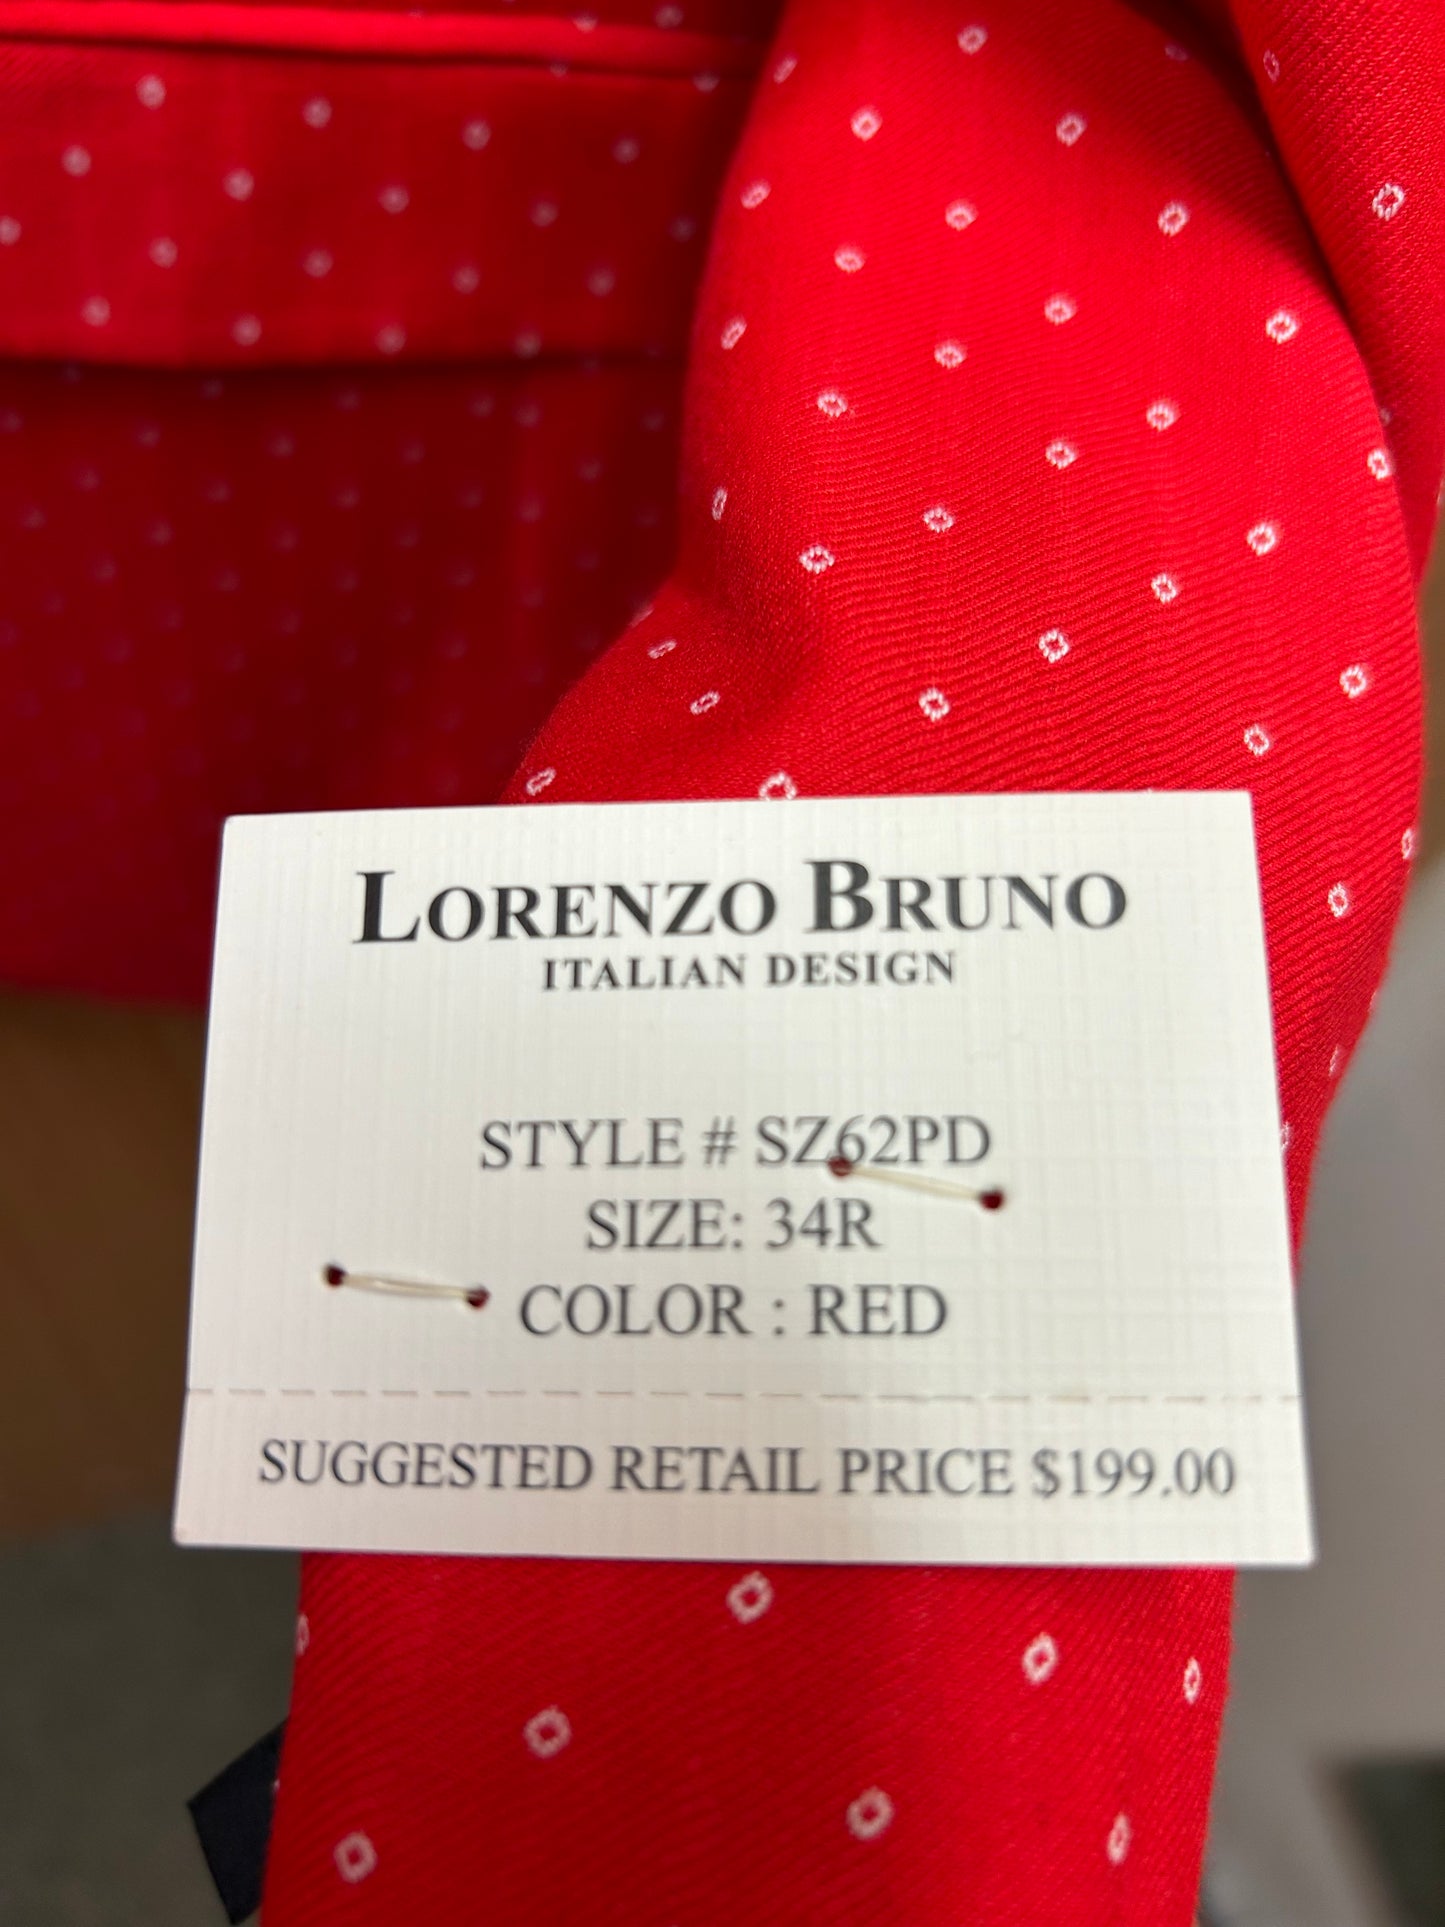 LORENZO BRUNO
ITALIAN DESIGN
STYLE # SZ62PD
SIZE: 34R
COLOR : RED
SUGGESTED RETAIL PRICE $199.00